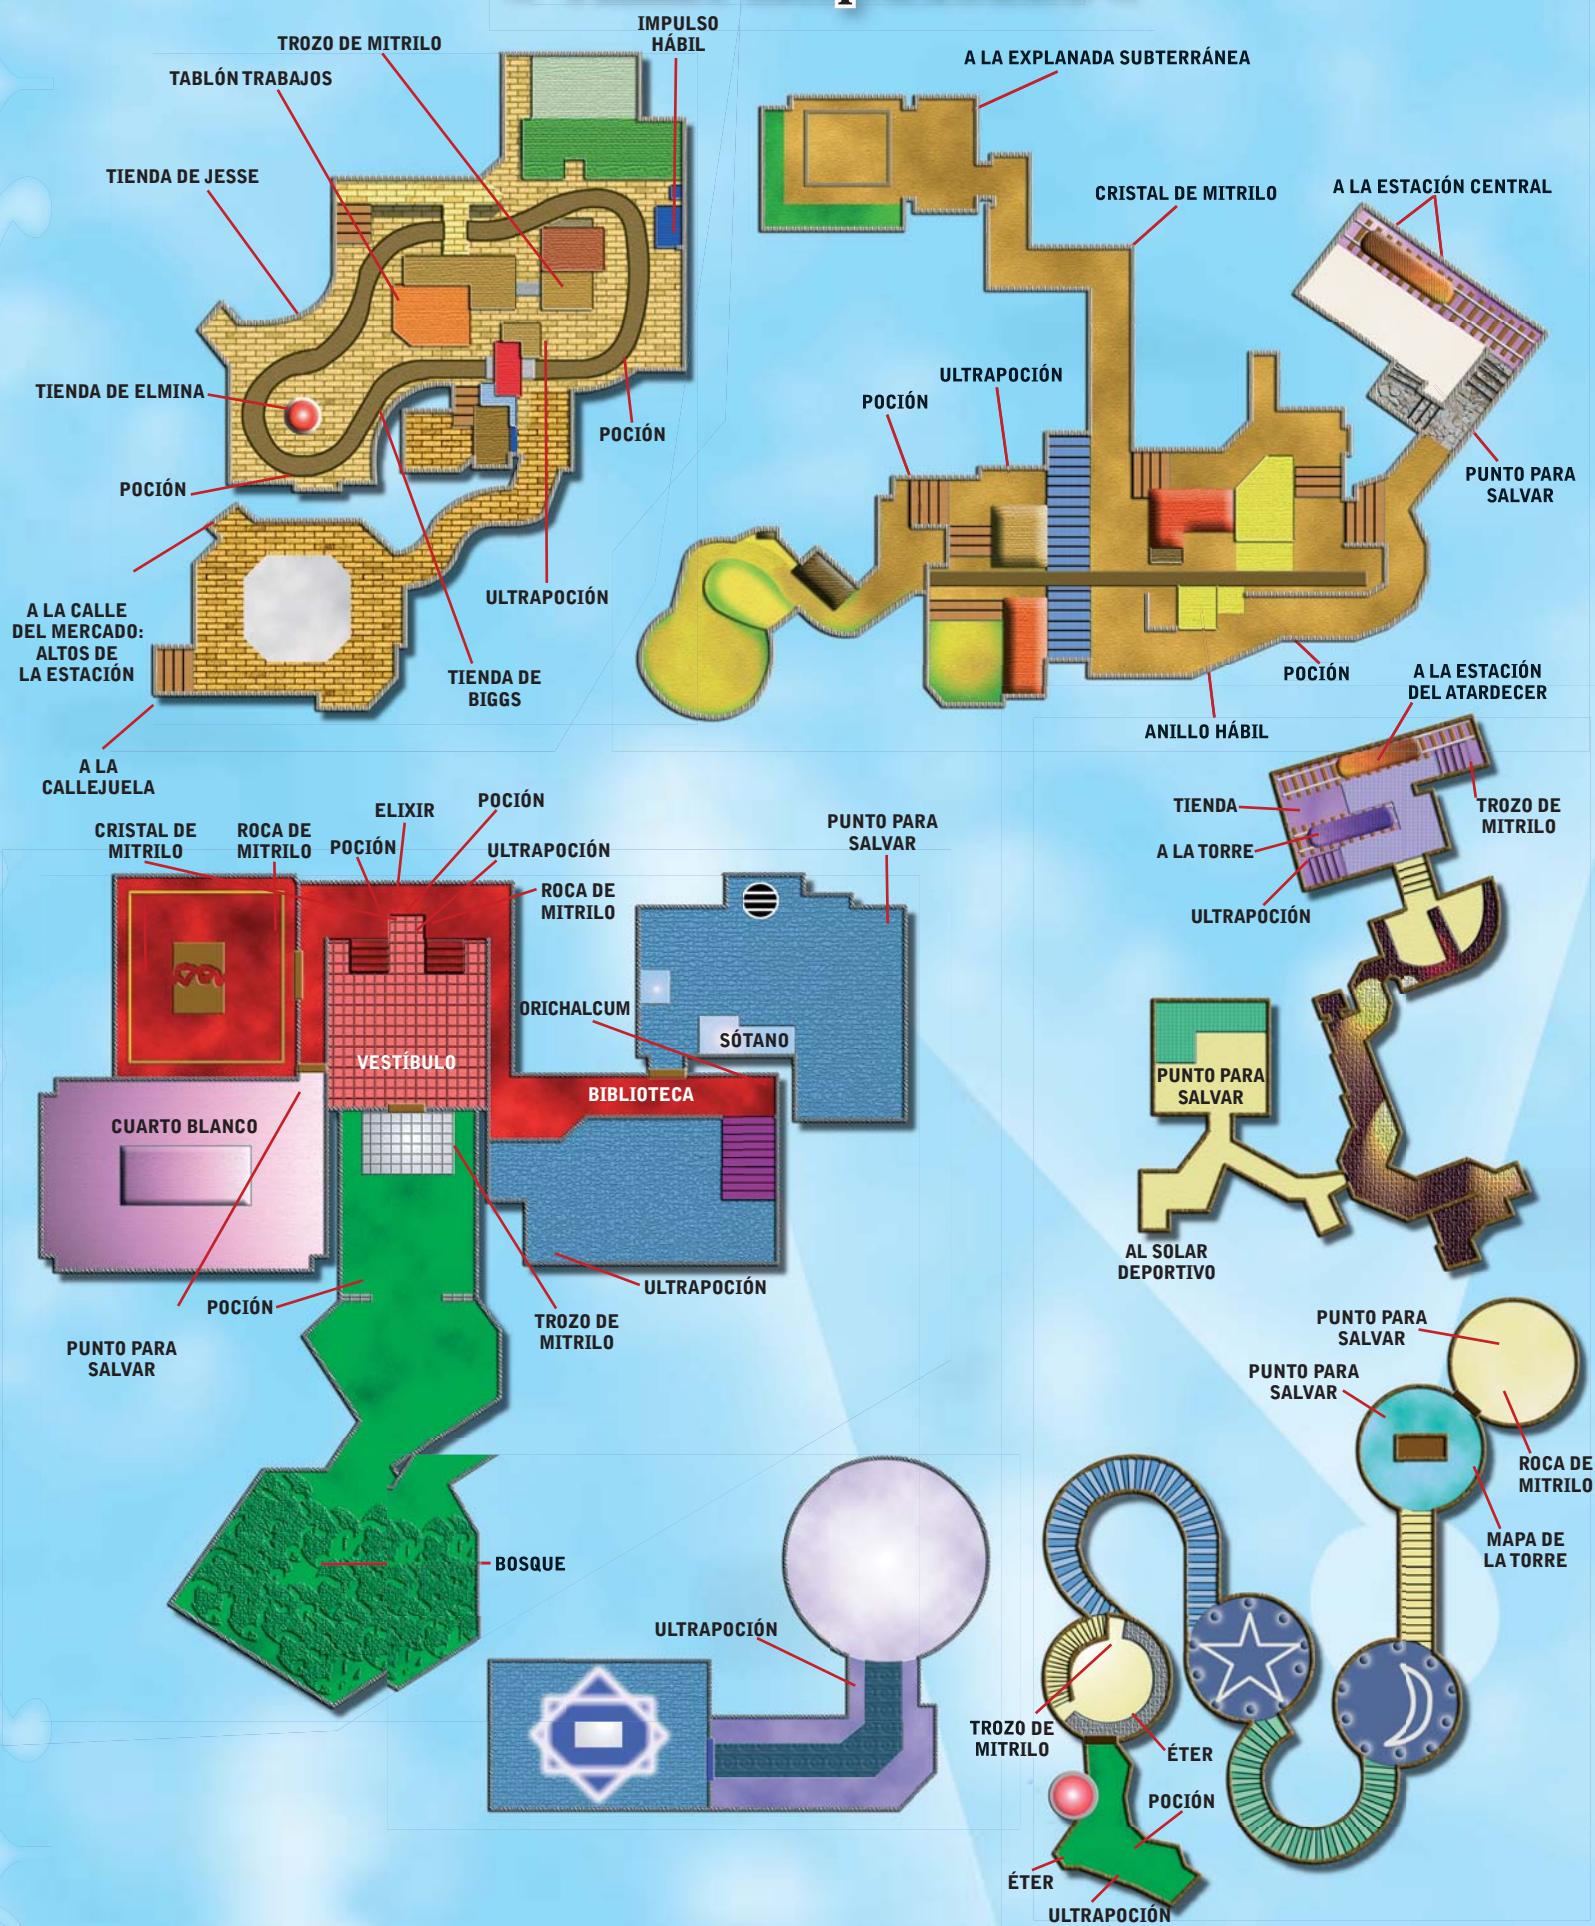 IMPULSO
HÁBIL
TROZO DE MITRILO
TABLÓN TRABAJOS
TIENDA DE JESSE
TIENDA DE ELMINA
POCIÓN
POCIÓN
ULTRAPOCIÓN
A LA CALLE
DEL MERCADO:
ALTOS DE
LA ESTACIÓN
TIENDA DE
BIGGS
A LA
CALLEJUELA
A LA EXPLANADA SUBTERRÁNEA
CRISTAL DE MITRILO
A LA ESTACIÓN CENTRAL
ULTRAPOCIÓN
POCIÓN
PUNTO PARA
SALVAR
POCIÓN
ANILLO HÁBIL
A LA ESTACIÓN
DEL ATARDECER
TIENDA
TROZO DE
MITRILO
A LA TORRE
ULTRAPOCIÓN
PUNTO PARA
SALVAR
AL SOLAR
DEPORTIVO
CRISTAL DE
MITRILO
ROCA DE
MITRILO
POCIÓN
ELIXIR
POCIÓN
ULTRAPOCIÓN
ROCA DE
MITRILO
PUNTO PARA
SALVAR
ORICHALCUM
SÓTANO
VESTÍBULO
BIBLIOTECA
CUARTO BLANCO
ULTRAPOCIÓN
POCIÓN
TROZO DE
MITRILO
PUNTO PARA
SALVAR
BOSQUE
ULTRAPOCIÓN
PUNTO PARA
SALVAR
PUNTO PARA
SALVAR
ROCA DE
MITRILO
MAPA DE
LA TORRE
TROZO DE
MITRILO
ÉTER
POCIÓN
ÉTER
ULTRAPOCIÓN